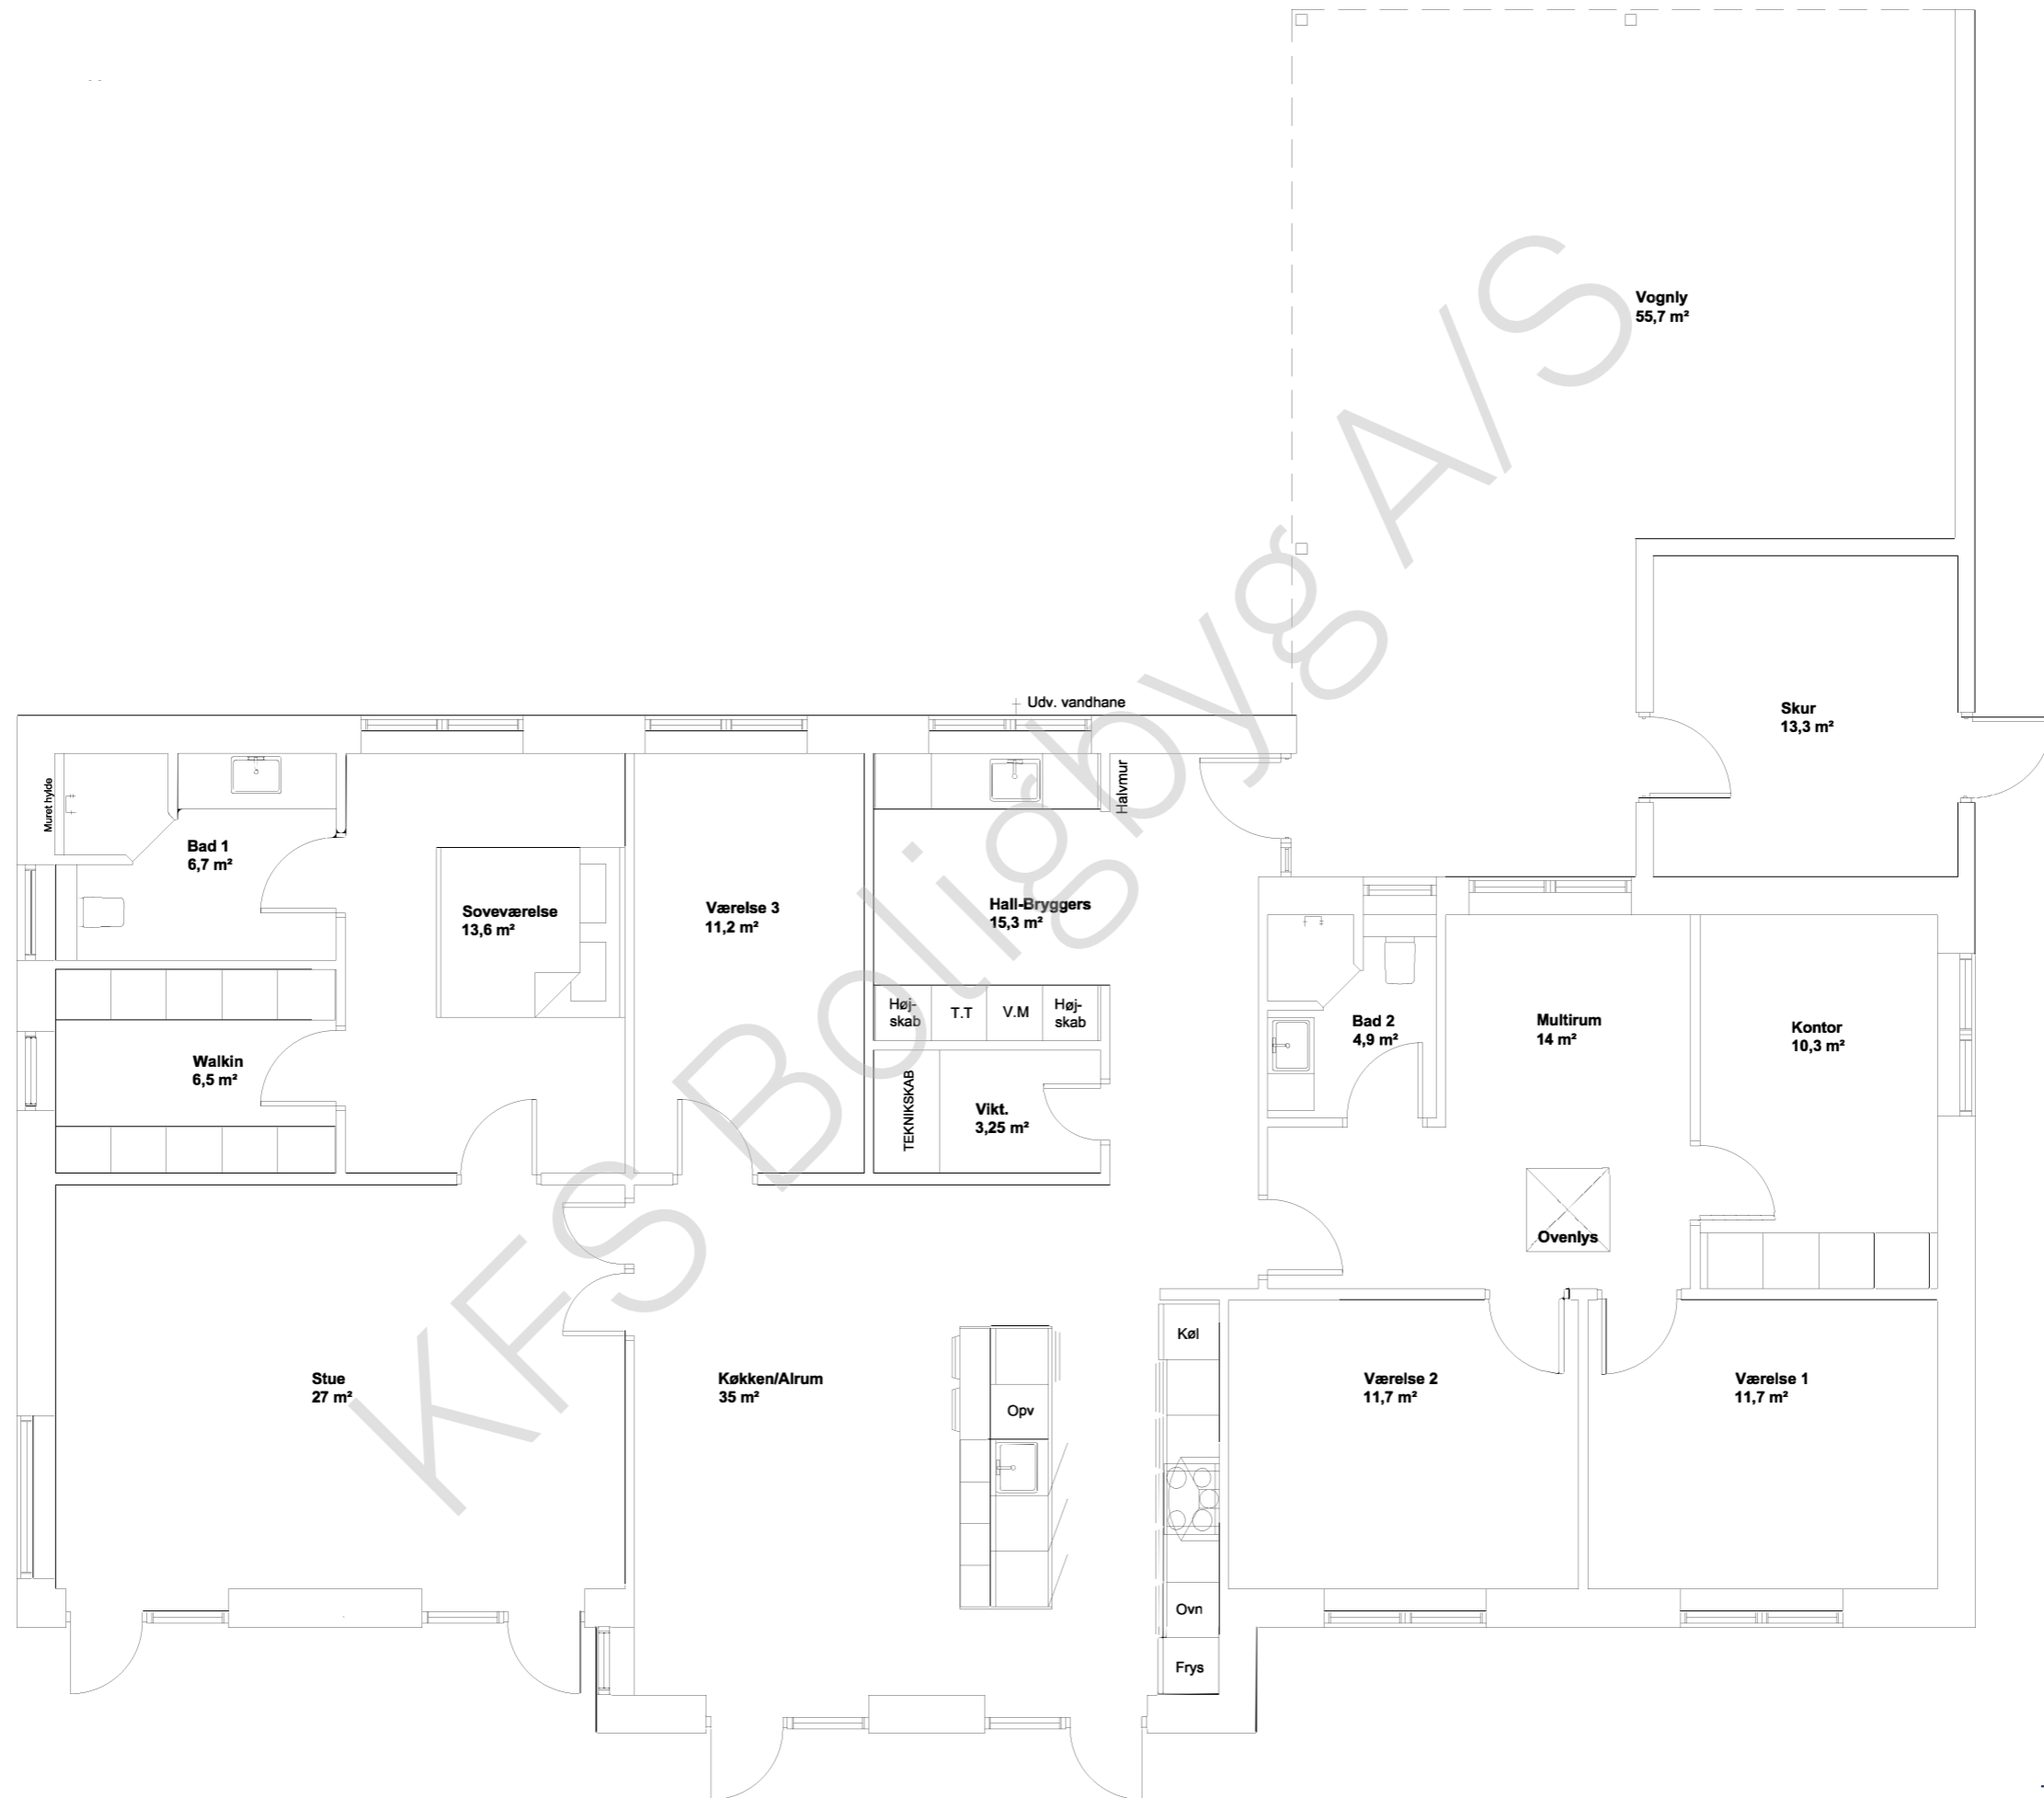 Vognly
55,7 m²
Udv. vandhane
Skur
13,3 m²
Muret hylde
Halvmur
Bad 1
6,7 m²
Soveværelse
13,6 m²
Værelse 3
11,2 m²
Hall-Bryggers
15,3 m²
Høj-
skab
T.T
V.M
Høj-
skab
Bad 2
4,9 m²
Multirum
14 m²
Kontor
10,3 m²
Walkin
6,5 m²
TEKNIKSKAB
Vikt.
3,25 m²
Ovenlys
Køl
Stue
27 m²
Køkken/Alrum
35 m²
Opv
Værelse 2
11,7 m²
Værelse 1
11,7 m²
Ovn
Frys
KFS Boligbyg A/S